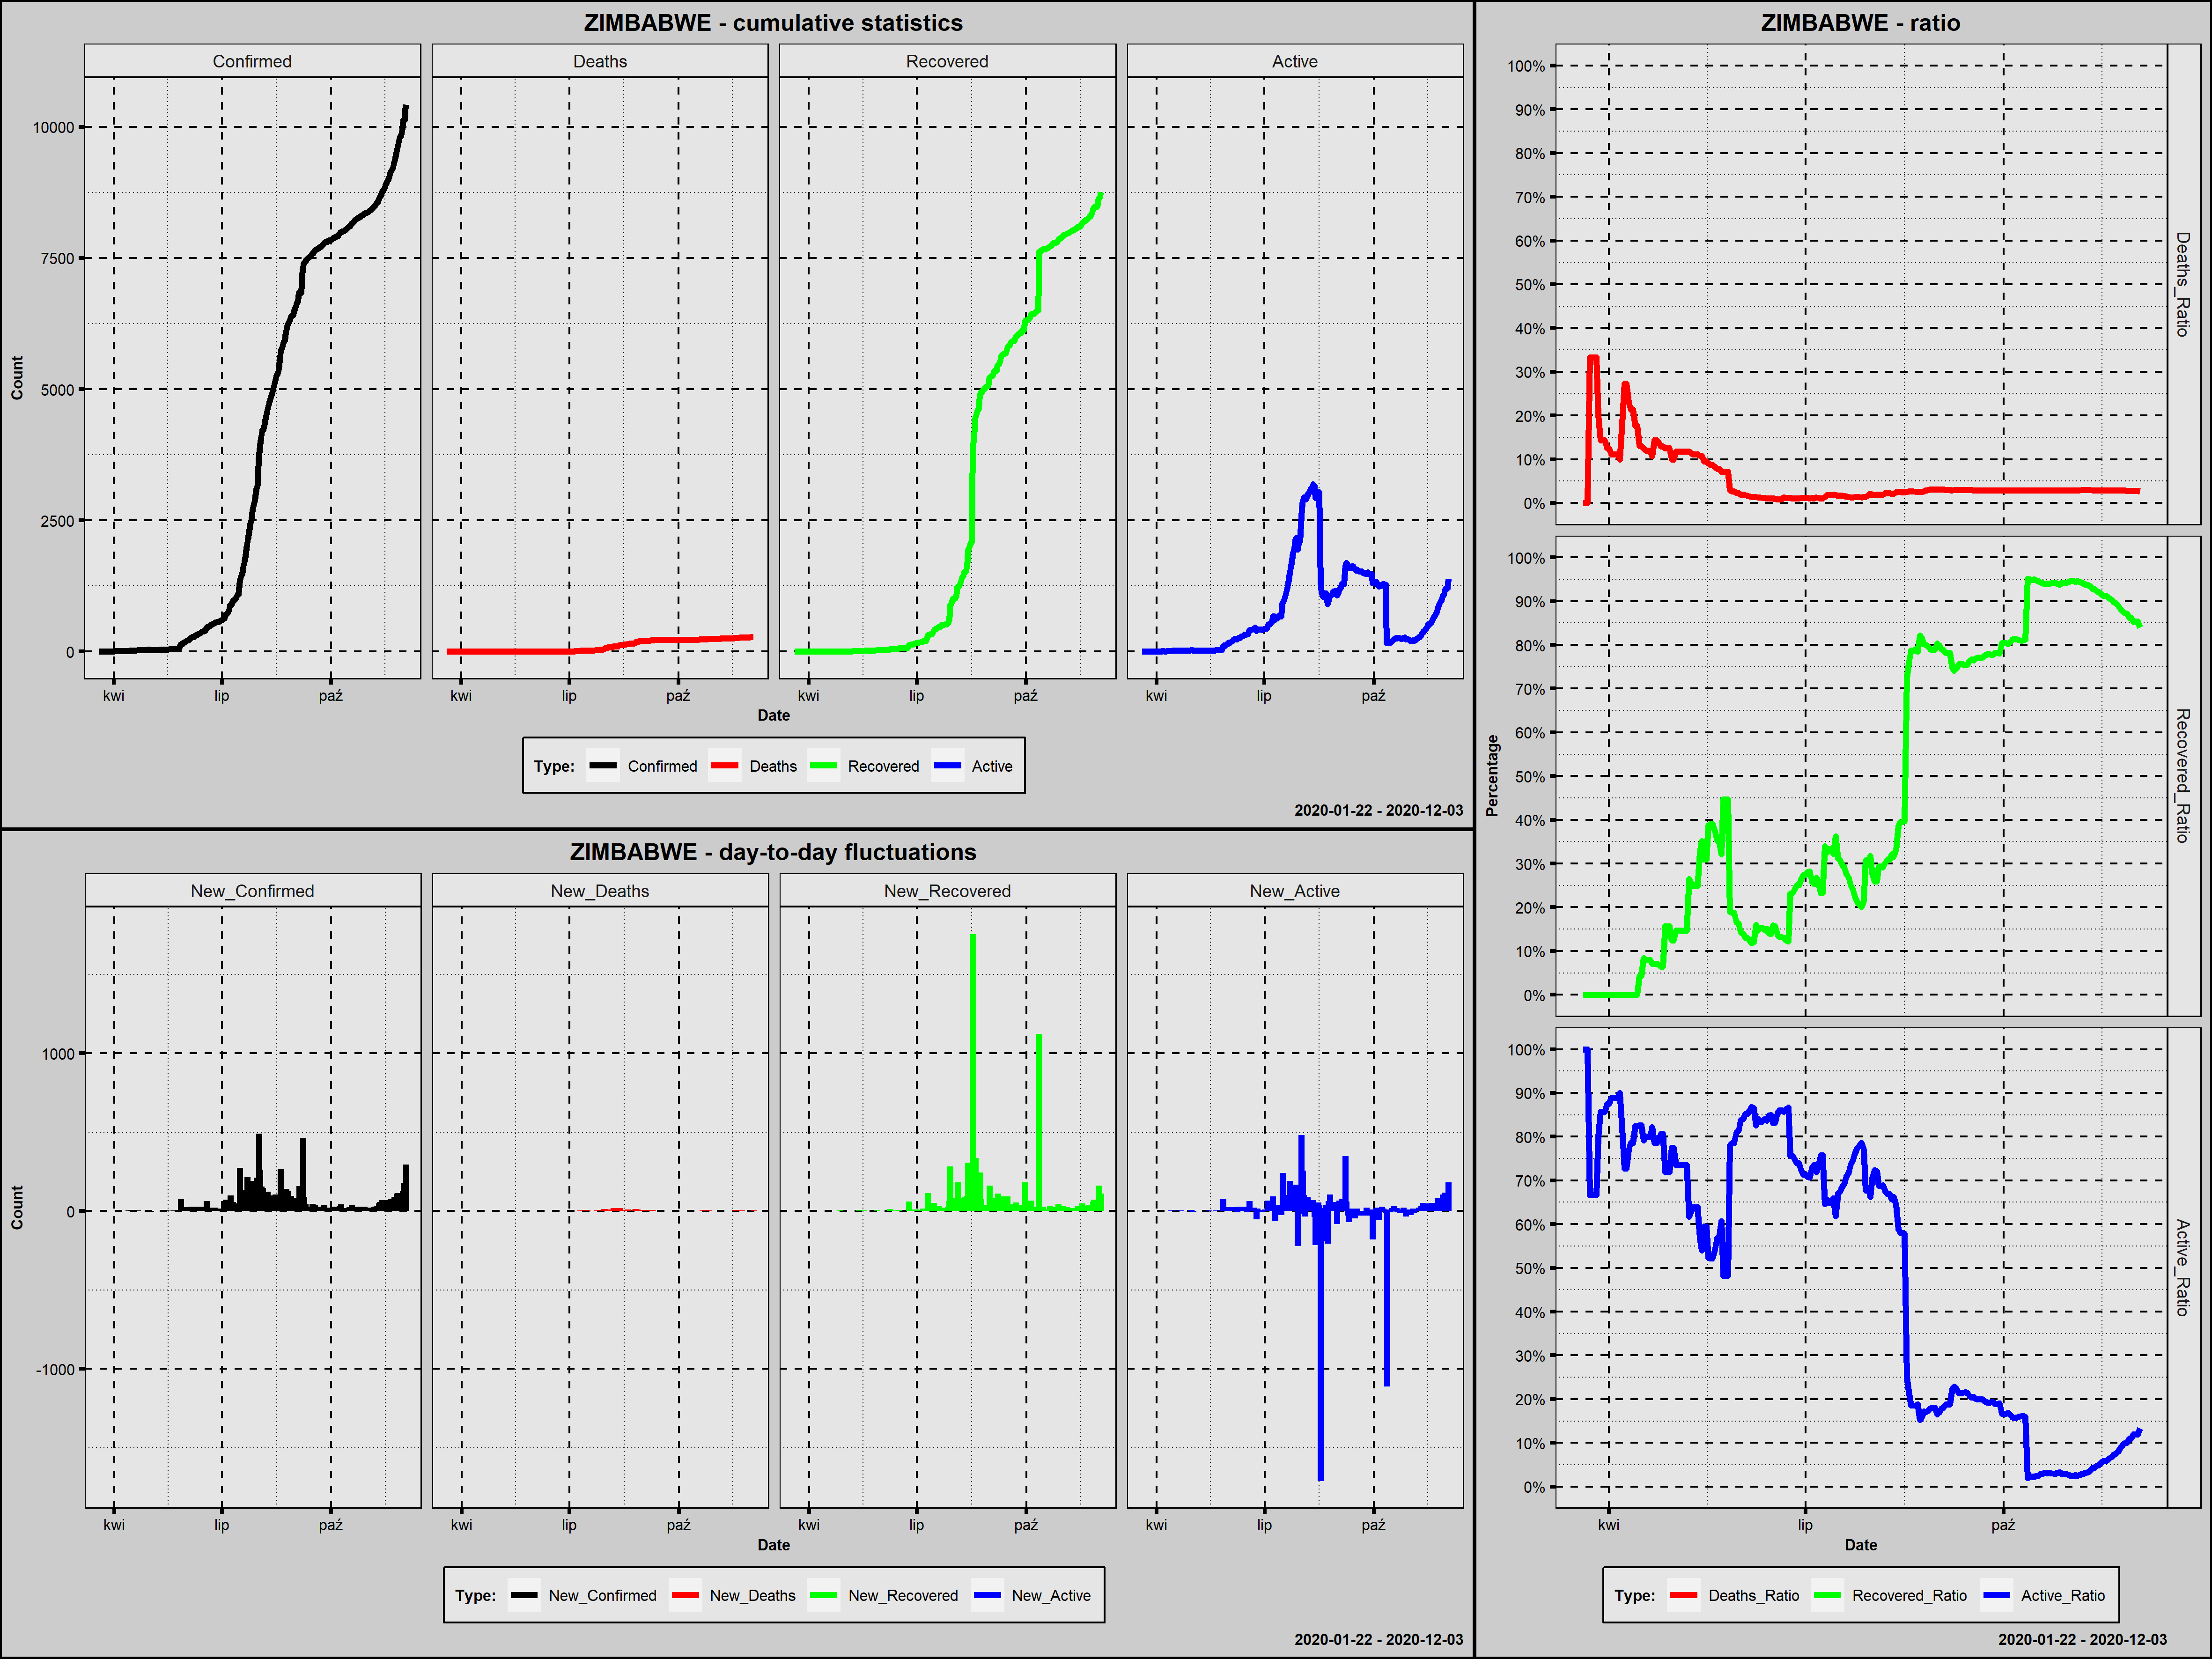 ZIMBABWE - cumulative statistics
Confirmed Deaths Recovered Active
10000
7500
5000
2500
0
Count
kwi lip paź kwi lip paź kwi lip paź kwi lip paź
Date
Type: Confirmed Deaths Recovered Active
2020-01-22 - 2020-12-03
ZIMBABWE - day-to-day fluctuations
New_Confirmed New_Deaths New_Recovered New_Active
1000
0
-1000
Count
kwi lip paź kwi lip paź kwi lip paź kwi lip paź
Date
Type: New_Confirmed New_Deaths New_Recovered New_Active
2020-01-22 - 2020-12-03
ZIMBABWE - ratio
100%
90%
80%
70%
60%
50%
40%
30%
20%
10%
0%
Deaths_Ratio
100%
90%
80%
70%
60%
50%
40%
30%
20%
10%
0%
Recovered_Ratio
100%
90%
80%
70%
60%
50%
40%
30%
20%
10%
0%
Active_Ratio
Percentage
kwi lip paź
Date
Type: Deaths_Ratio Recovered_Ratio Active_Ratio
2020-01-22 - 2020-12-03